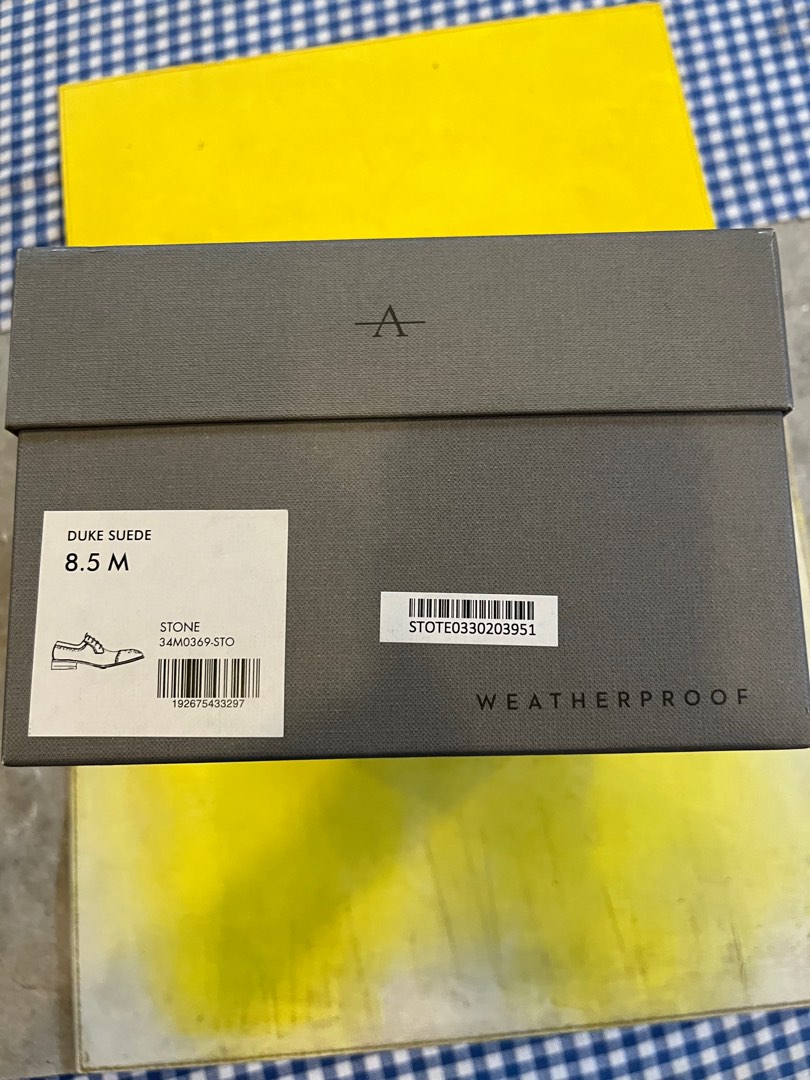 A
DUKE SUEDE
8.5 M
STONE
34M0369-STO
192675433297
STOTE0330203951
WEATHERPROOF